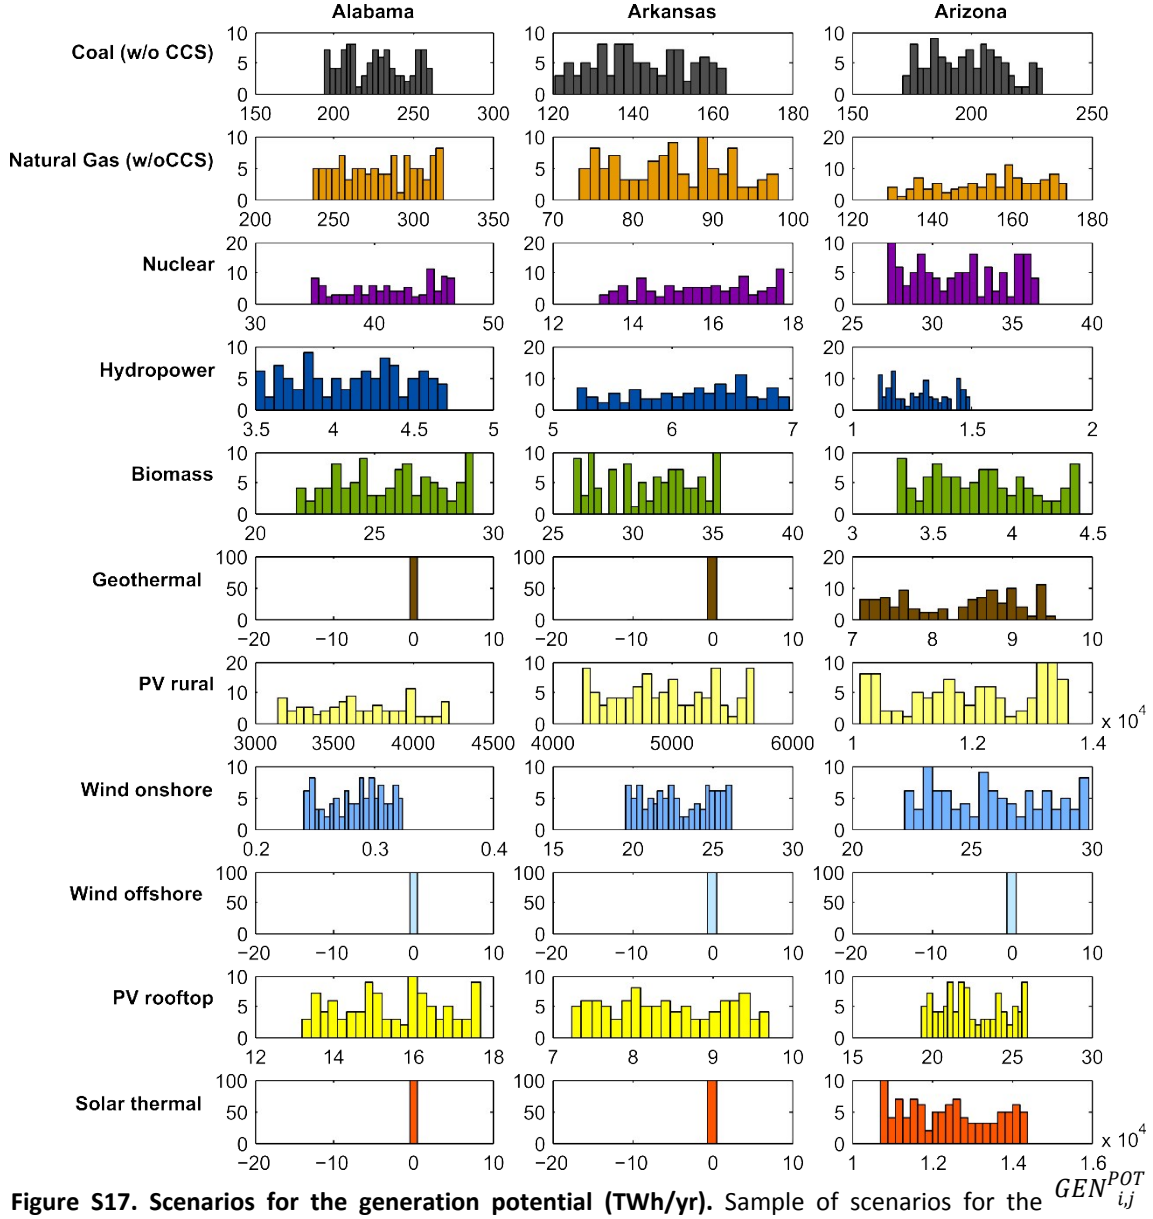 Alabama Arkansas Arizona
Coal (w/o CCS)
10 10 10
5 5 5
0 0 0
150 200 250 300 120 140 160 180 150 200 250
Natural Gas (w/oCCS)
10 10 20
5 5 10
0 0 0
200 250 300 350 70 80 90 100 120 140 160 180
Nuclear
20 20 10
10 10 5
0 0 0
30 40 50 12 14 16 18 25 30 35 40
Hydropower
10 20 20
5 10 10
0 0 0
3.5 4 4.5 5 5 6 7 1 1.5 2
Biomass
10 10 10
5 5 5
0 0 0
20 25 30 25 30 35 40 3 3.5 4 4.5
Geothermal
100 100 20
50 50 10
0 0 0
−20 −10 0 10 −20 −10 0 10 7 8 9 10
PV rural
20 10 10
10 5 5
0 0 0
3000 3500 4000 4500 4000 5000 6000 1 1.2 1.4
x 10^4
Wind onshore
10 10 10
5 5 5
0 0 0
0.2 0.3 0.4 15 20 25 30 20 25 30
Wind offshore
100 100 100
50 50 50
0 0 0
−20 −10 0 10 −20 −10 0 10 −20 −10 0 10
PV rooftop
10 10 10
5 5 5
0 0 0
12 14 16 18 7 8 9 10 15 20 25 30
Solar thermal
100 100 10
50 50 5
0 0 0
−20 −10 0 10 −20 −10 0 10 1 1.2 1.4 1.6
x 10^4
Figure S17. Scenarios for the generation potential (TWh/yr). Sample of scenarios for the GEN^{POT}_{i,j}